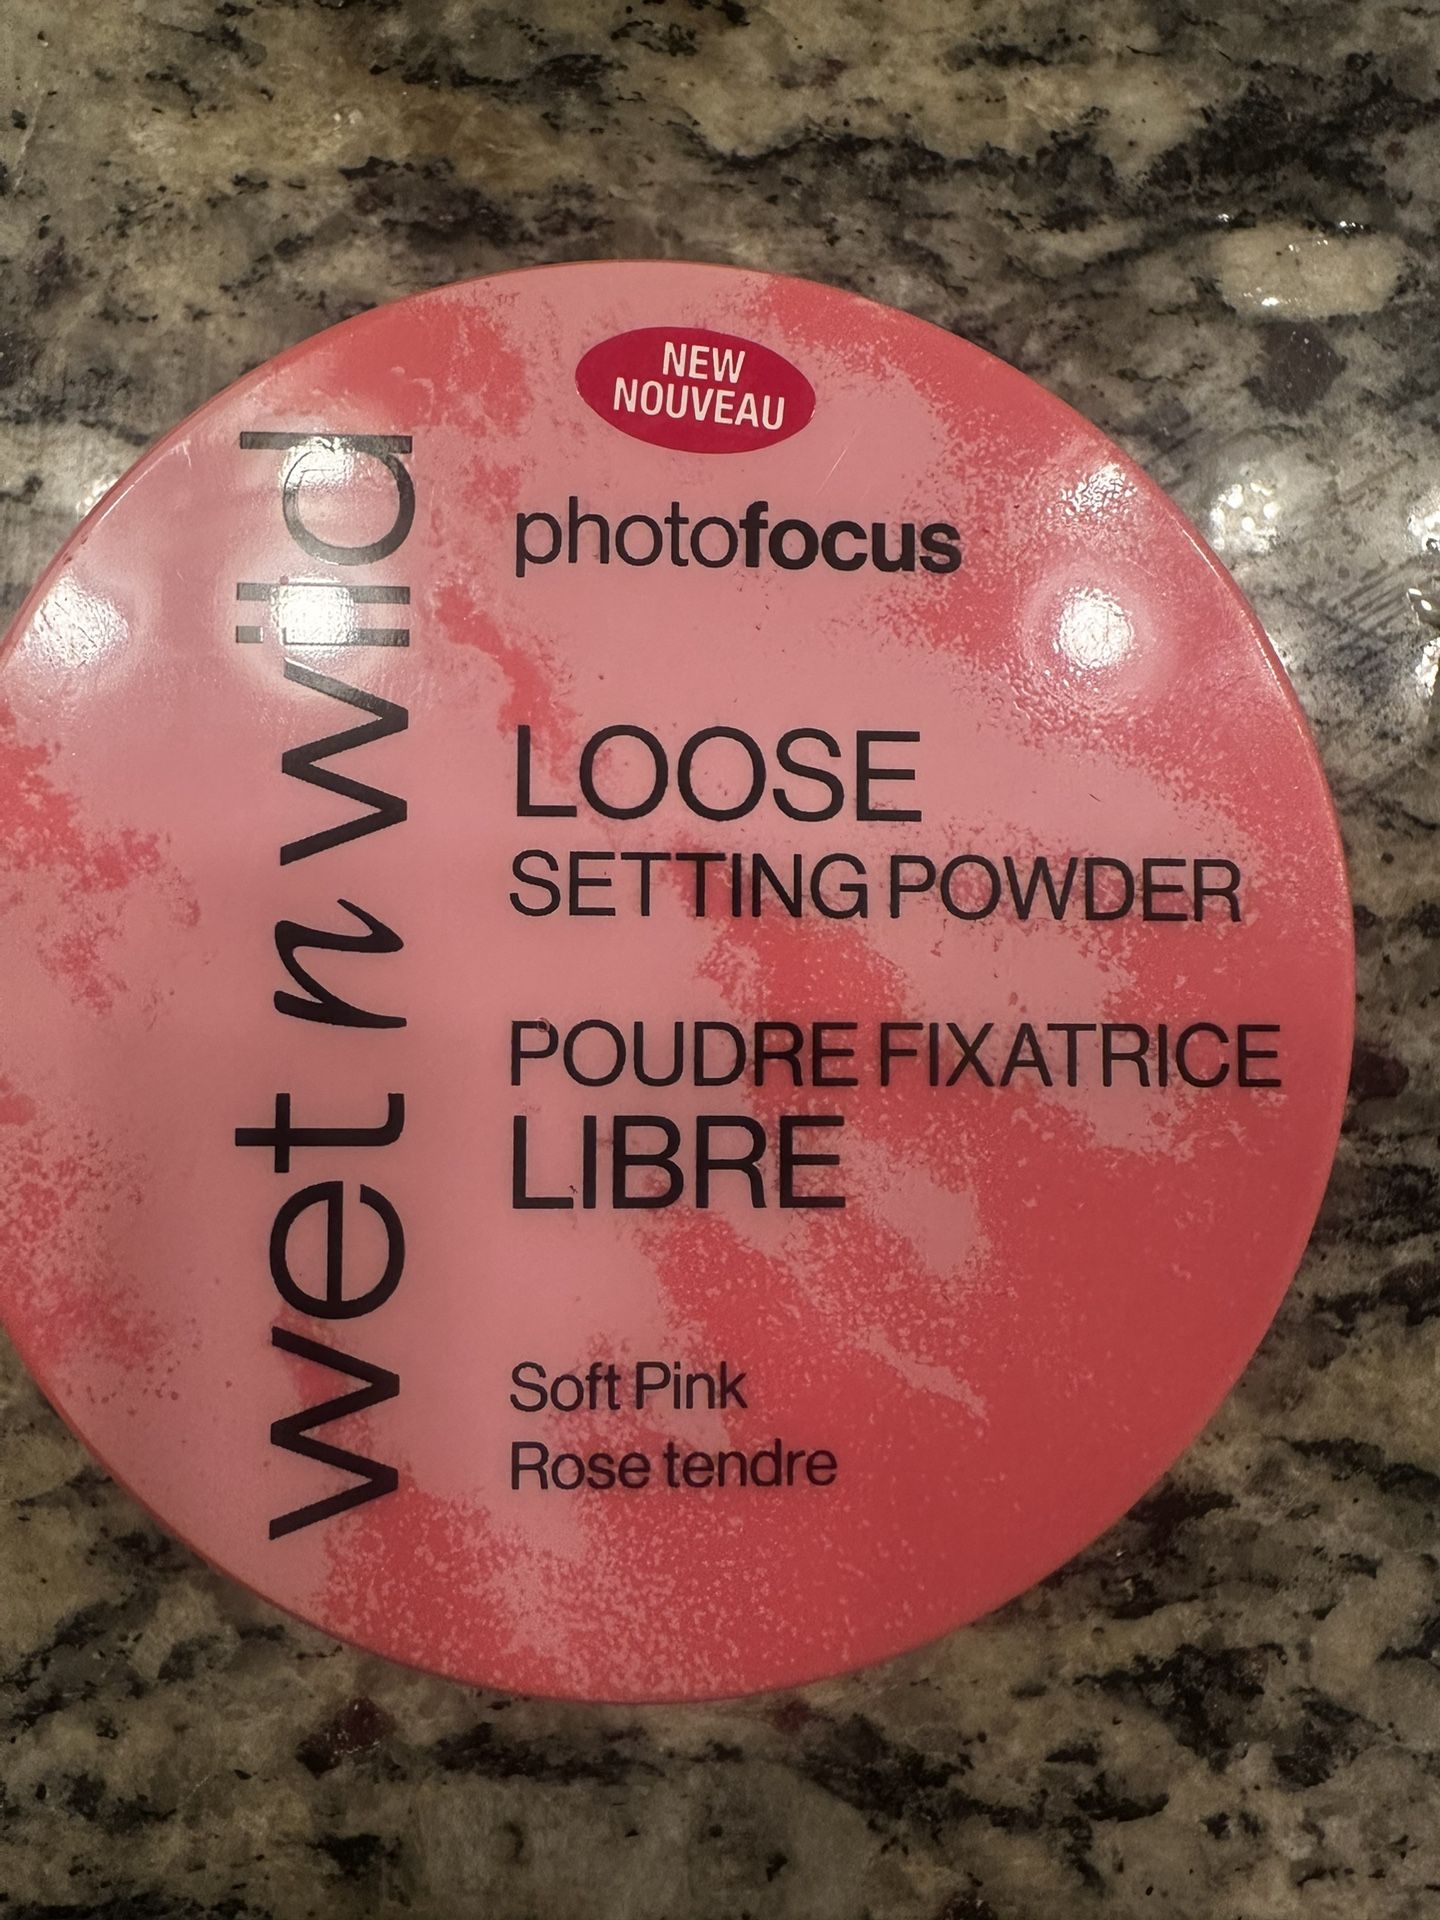 NEW
NOUVEAU
photofocus
wet n wild
LOOSE
SETTING POWDER
POUDRE FIXATRICE
LIBRE
Soft Pink
Rose tendre